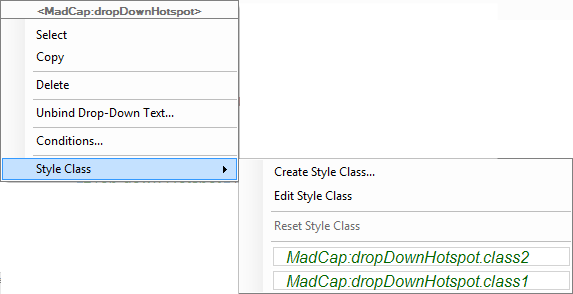 <MadCap:dropDownHotspot>
Select
Copy
Delete
Unbind Drop-Down Text...
Conditions...
Style Class
Create Style Class...
Edit Style Class
Reset Style Class
MadCap:dropDownHotspot.class2
MadCap:dropDownHotspot.class1